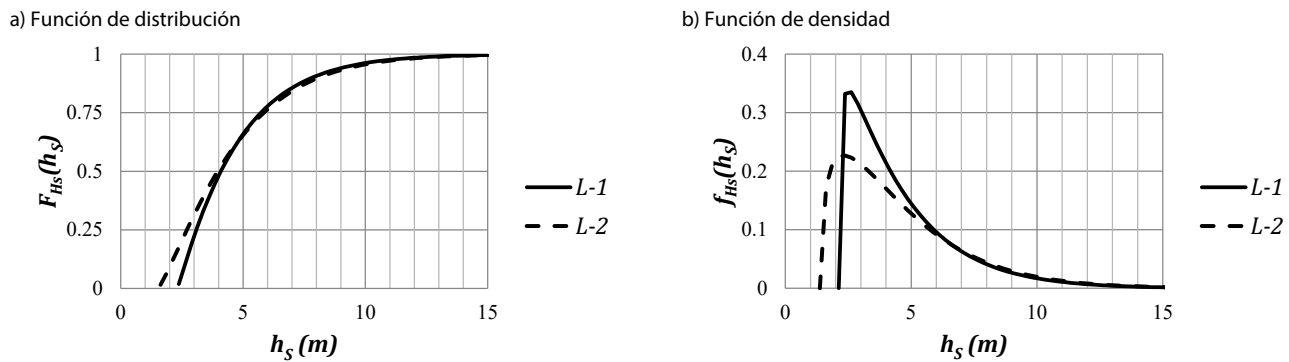 a) Función de distribución
1
0.75
0.5
0.25
0
0 5 10 15
F_Hs(h_S)
h_S (m)
L-1
L-2
b) Función de densidad
0.4
0.3
0.2
0.1
0
0 5 10 15
f_Hs(h_S)
h_S (m)
L-1
L-2